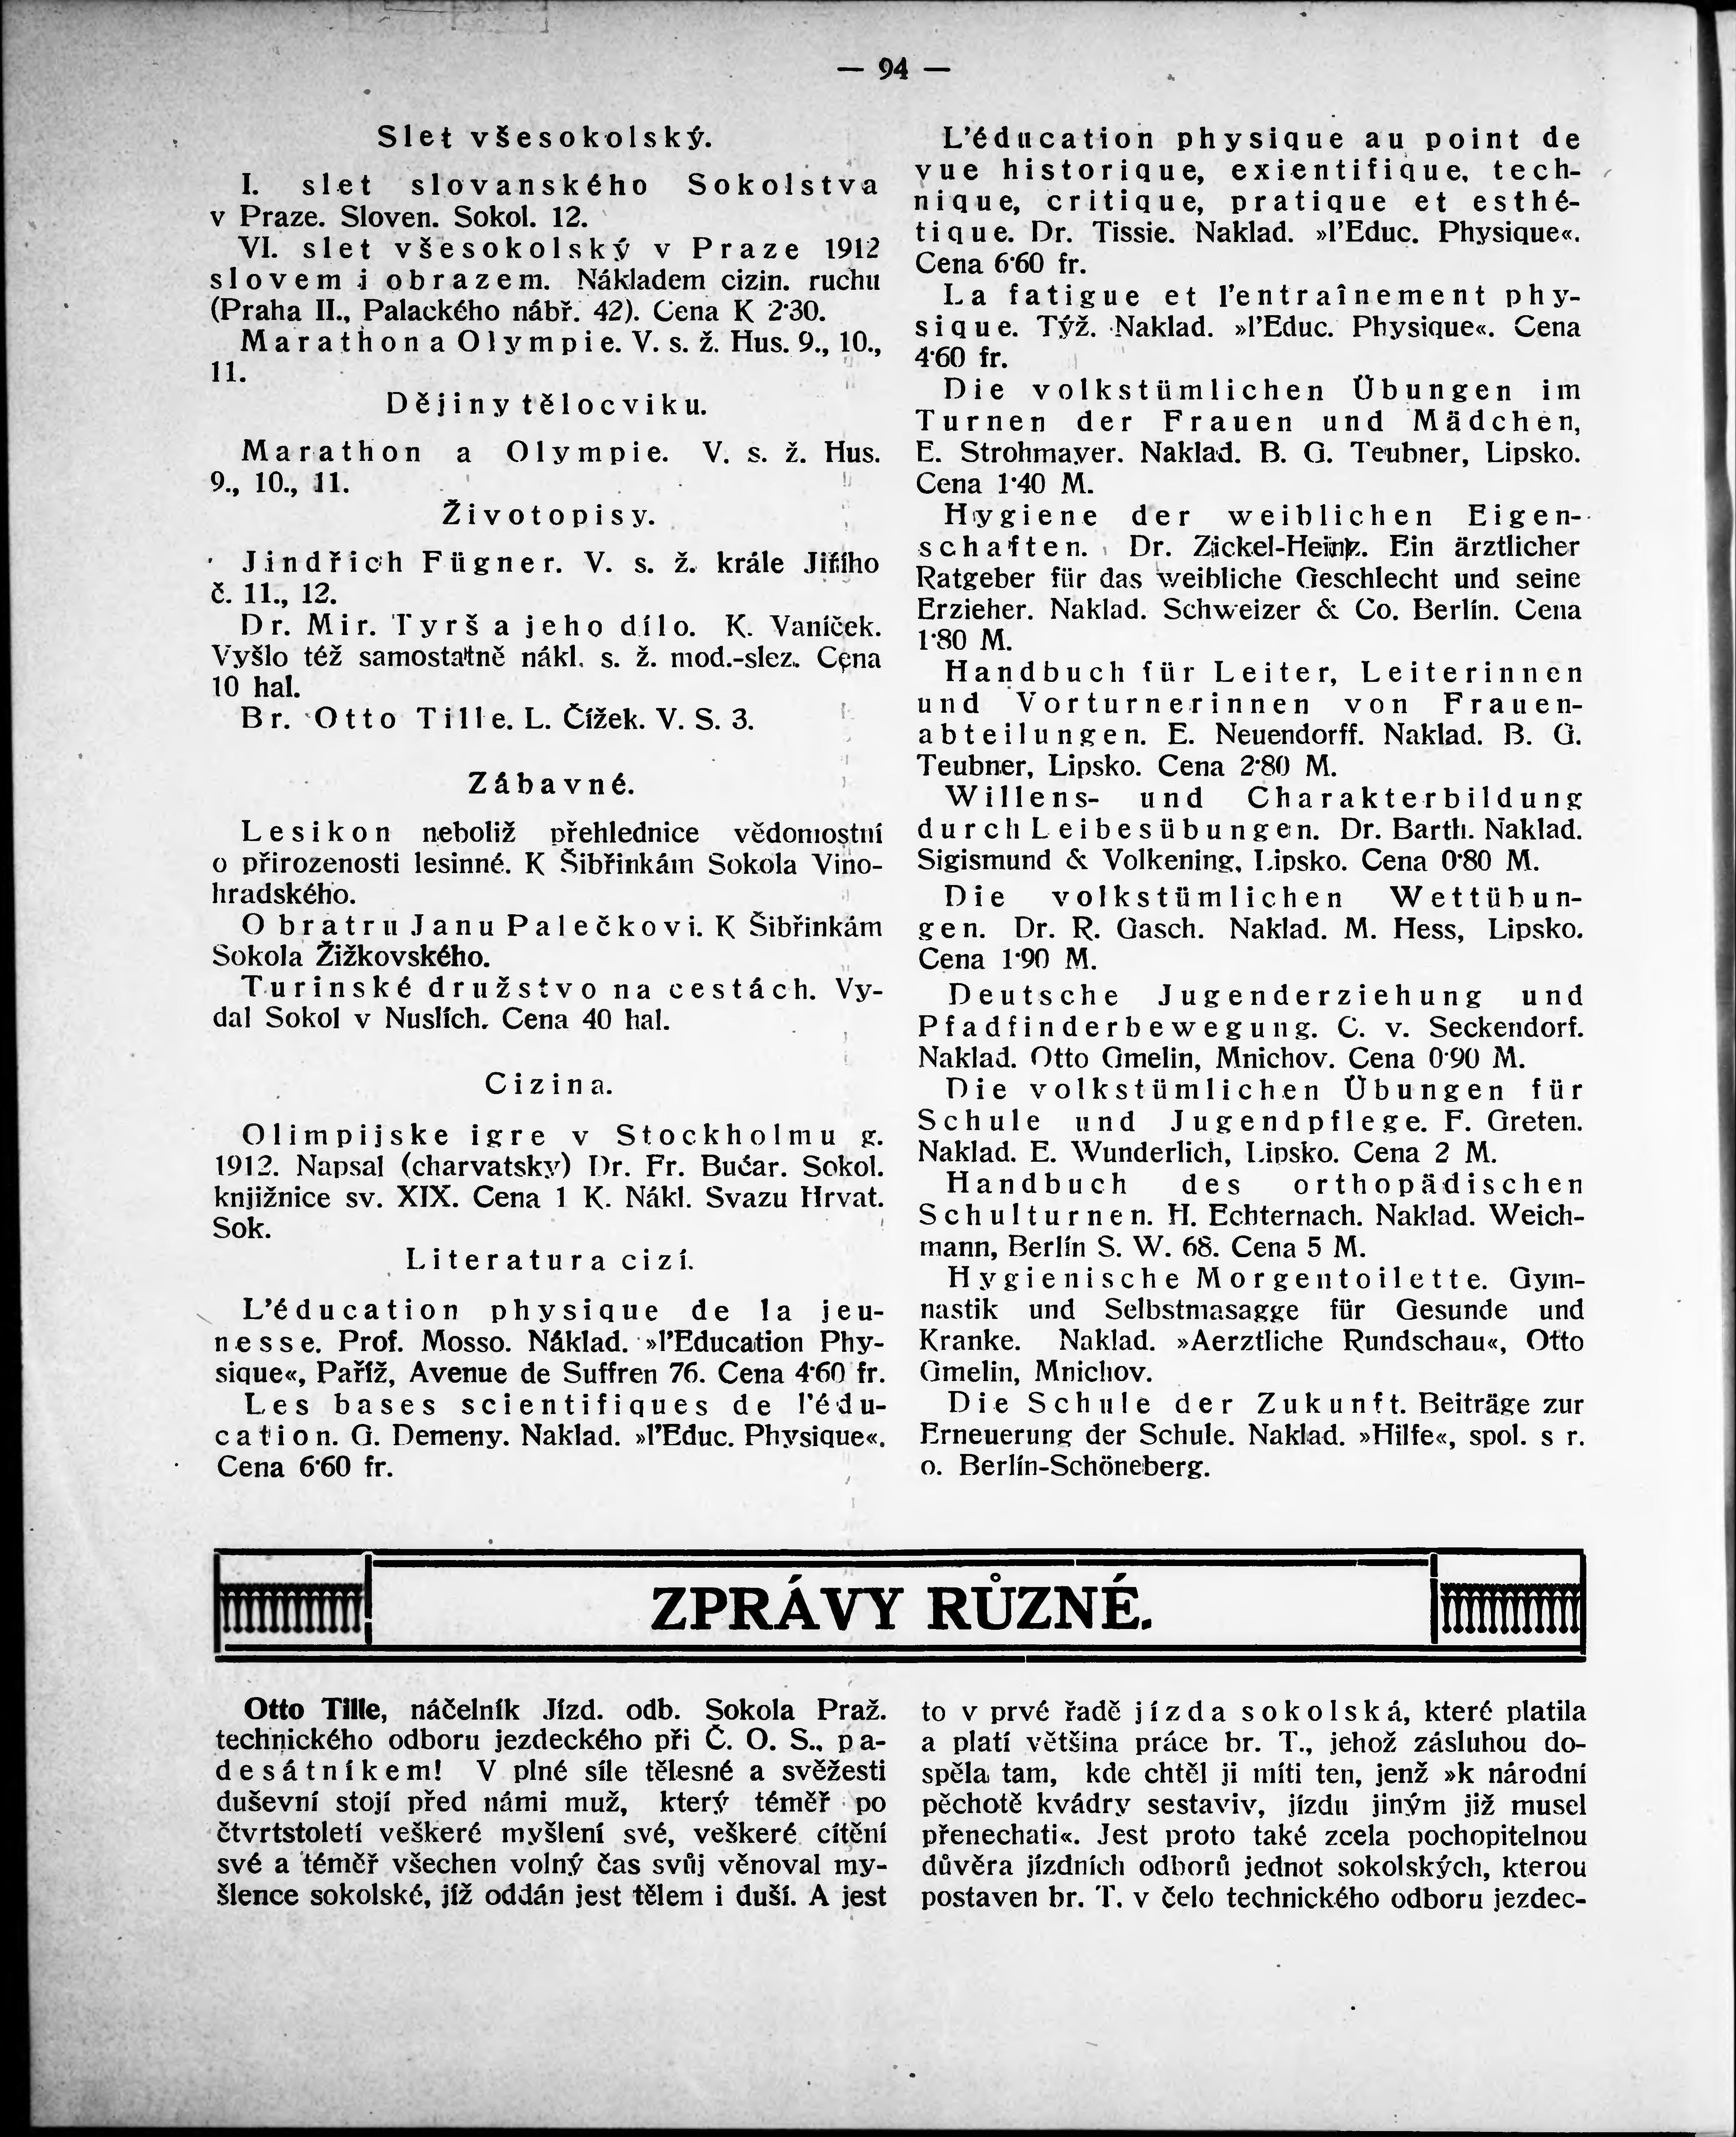 — 94 —
Slet všesokolský.
I. slet slovanského Sokolstva
v Praze. Sloven. Sokol. 12.
VI. slet všesokolský v Praze 1912
slovem i obrazem. Nákladem cizin. ruchu
(Praha II., Palackého nábř. 42). Cena K 2·30.
Marathon a Olympie. V. s. ž. Hus. 9., 10.,
11.
Dějiny tělocviku.
Marathon a Olympie. V. s. ž. Hus.
9., 10., 11.
Životopisy.
Jindřich Fügner. V. s. ž. krále Jiřího
č. 11., 12.
Dr. Mir. Tyrš a jeho dílo. K. Vaníček.
Vyšlo též samostatně nákl. s. ž. mod.-slez. Cena
10 hal.
Br. Otto Tille. L. Čížek. V. S. 3.
Zábavné.
Lesikon neboliž přehlednice vědomostní
o přirozenosti lesinné. K Šibřinkám Sokola Vino-
hradského.
O bratru Janu Palečkovi. K Šibřinkám
Sokola Žižkovského.
Turinské družstvo na cestách. Vy-
dal Sokol v Nuslích. Cena 40 hal.
Cizina.
Olimpijske igre v Stockholmu g.
1912. Napsal (charvatsky) Dr. Fr. Bućar. Sokol.
knjižnice sv. XIX. Cena 1 K. Nákl. Svazu Hrvat.
Sok.
Literatura cizí.
L'éducation physique de la jeu-
nesse. Prof. Mosso. Náklad. »l'Education Phy-
sique«, Paříž, Avenue de Suffren 76. Cena 4·60 fr.
Les bases scientifiques de l'édu-
cation. G. Demeny. Naklad. »l'Educ. Physique«.
Cena 6·60 fr.
L'éducation physique au point de
vue historique, exientifique, tech-
nique, critique, pratique et esthé-
tique. Dr. Tissie. Naklad. »l'Educ. Physique«.
Cena 6·60 fr.
La fatigue et l'entraînement phy-
sique. Týž. Naklad. »l'Educ. Physique«. Cena
4·60 fr.
Die volkstümlichen Übungen im
Turnen der Frauen und Mädchen,
E. Strohmayer. Naklad. B. G. Teubner, Lipsko.
Cena 1·40 M.
Hygiene der weiblichen Eigen-
schaften. Dr. Zickel-Heinz. Ein ärztlicher
Ratgeber für das weibliche Geschlecht und seine
Erzieher. Naklad. Schweizer & Co. Berlín. Cena
1·80 M.
Handbuch für Leiter, Leiterinnen
und Vorturnerinnen von Frauen-
abteilungen. E. Neuendorff. Naklad. B. G.
Teubner, Lipsko. Cena 2·80 M.
Willens- und Charakterbildung
durch Leibesübungen. Dr. Barth. Naklad.
Sigismund & Volkening, Lipsko. Cena 0·80 M.
Die volkstümlichen Wettübun-
gen. Dr. R. Gasch. Naklad. M. Hess, Lipsko.
Cena 1·90 M.
Deutsche Jugenderziehung und
Pfadfinderbewegung. C. v. Seckendorf.
Naklad. Otto Gmelin, Mnichov. Cena 0·90 M.
Die volkstümlichen Übungen für
Schule und Jugendpflege. F. Greten.
Naklad. E. Wunderlich, Lipsko. Cena 2 M.
Handbuch des orthopädischen
Schulturnen. H. Echternach. Naklad. Weich-
mann, Berlín S. W. 68. Cena 5 M.
Hygienische Morgentoilette. Gym-
nastik und Selbstmasagge für Gesunde und
Kranke. Naklad. »Aerztliche Rundschau«, Otto
Gmelin, Mnichov.
Die Schule der Zukunft. Beiträge zur
Erneuerung der Schule. Naklad. »Hilfe«, spol. s r.
o. Berlín-Schöneberg.
ZPRÁVY RŮZNÉ.
Otto Tille, náčelník Jízd. odb. Sokola Praž.
technického odboru jezdeckého při Č. O. S., pa-
desátníkem! V plné síle tělesné a svěžesti
duševní stojí před námi muž, který téměř po
čtvrtstoletí veškeré myšlení své, veškeré cítění
své a téměř všechen volný čas svůj věnoval my-
šlence sokolské, jíž oddán jest tělem i duší. A jest
to v prvé řadě jízda sokolská, které platila
a platí většina práce br. T., jehož zásluhou do-
spěla tam, kde chtěl ji míti ten, jenž »k národní
pěchotě kvádry sestaviv, jízdu jiným již musel
přenechati«. Jest proto také zcela pochopitelnou
důvěra jízdních odborů jednot sokolských, kterou
postaven br. T. v čelo technického odboru jezdec-